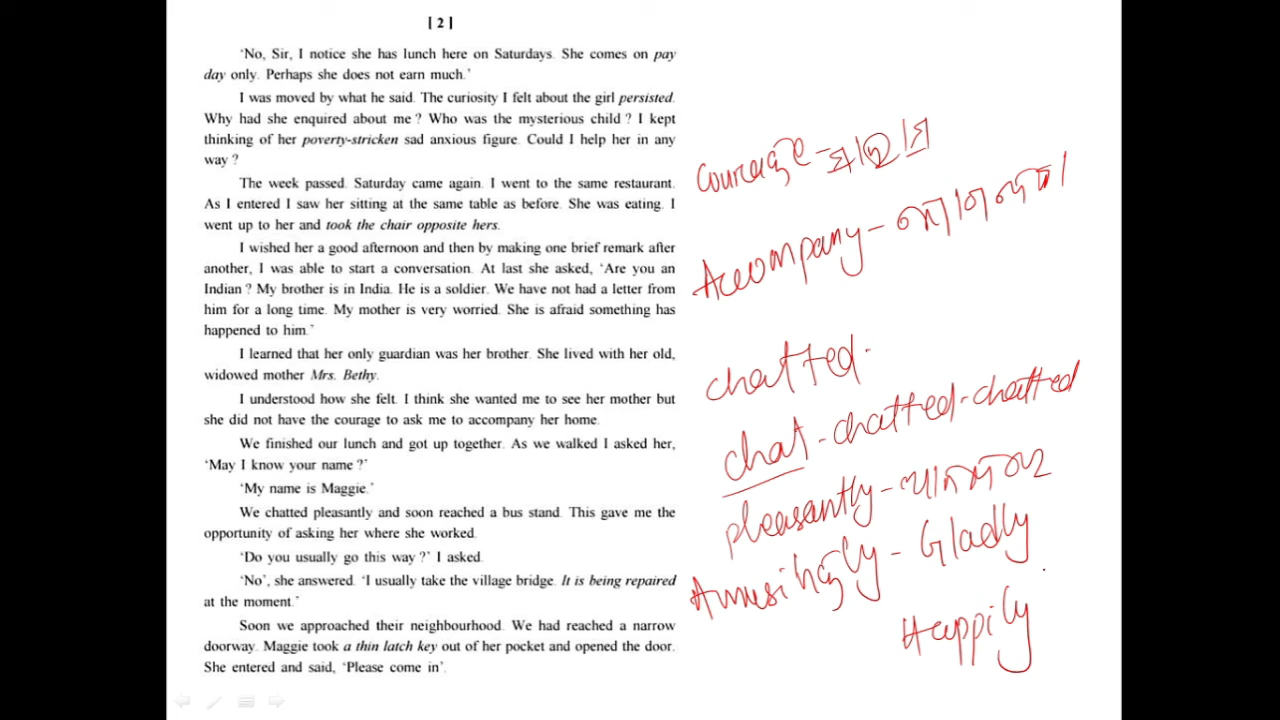 [ 2 ]
‘No, Sir, I notice she has lunch here on Saturdays. She comes on pay
day only. Perhaps she does not earn much.’
I was moved by what he said. The curiosity I felt about the girl persisted.
Why had she enquired about me ? Who was the mysterious child ? I kept
thinking of her poverty-stricken sad anxious figure. Could I help her in any
way ?
The week passed. Saturday came again. I went to the same restaurant.
As I entered I saw her sitting at the same table as before. She was eating. I
went up to her and took the chair opposite hers.
I wished her a good afternoon and then by making one brief remark after
another, I was able to start a conversation. At last she asked, ‘Are you an
Indian ? My brother is in India. He is a soldier. We have not had a letter from
him for a long time. My mother is very worried. She is afraid something has
happened to him.’
I learned that her only guardian was her brother. She lived with her old,
widowed mother Mrs. Bethy.
I understood how she felt. I think she wanted me to see her mother but
she did not have the courage to ask me to accompany her home.
We finished our lunch and got up together. As we walked I asked her,
‘May I know your name ?’
‘My name is Maggie.’
We chatted pleasantly and soon reached a bus stand. This gave me the
opportunity of asking her where she worked.
‘Do you usually go this way ?’ I asked.
‘No’, she answered. ‘I usually take the village bridge. It is being repaired
at the moment.’
Soon we approached their neighbourhood. We had reached a narrow
doorway. Maggie took a thin latch key out of her pocket and opened the door.
She entered and said, ‘Please come in’.
Courage –
Accompany –
chatted.
chat - chatted - chatted
pleasantly –
Amusingly – Gladly
Happily